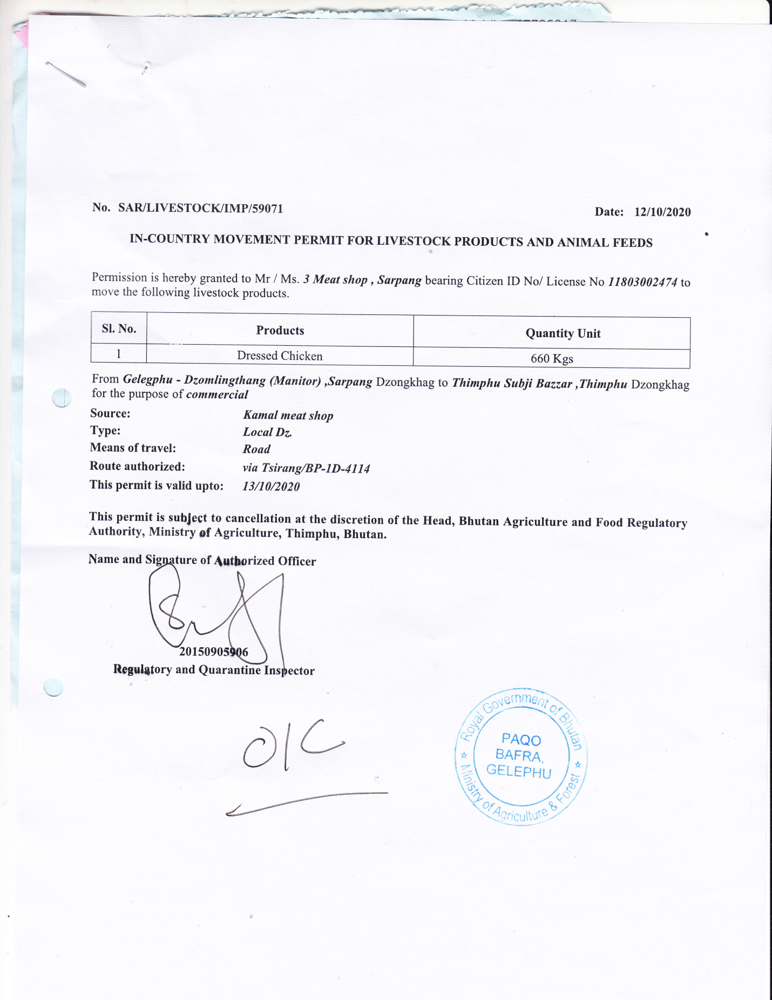 No. SAR/LIVESTOCK/IMP/59071
Date: 12/10/2020
IN-COUNTRY MOVEMENT PERMIT FOR LIVESTOCK PRODUCTS AND ANIMAL FEEDS
Permission is hereby granted to Mr / Ms. 3 Meat shop , Sarpang bearing Citizen ID No/ License No 11803002474 to
move the following livestock products.
Sl. No. Products Quantity Unit
1 Dressed Chicken 660 Kgs
From Gelegphu - Dzomlingthang (Manitor) ,Sarpang Dzongkhag to Thimphu Subji Bazzar ,Thimphu Dzongkhag
for the purpose of commercial
Source: Kamal meat shop
Type: Local Dz.
Means of travel: Road
Route authorized: via Tsirang/BP-1D-4114
This permit is valid upto: 13/10/2020
This permit is subject to cancellation at the discretion of the Head, Bhutan Agriculture and Food Regulatory
Authority, Ministry of Agriculture, Thimphu, Bhutan.
Name and Signature of Authorized Officer
20150905906
Regulatory and Quarantine Inspector
OIC
Royal Government of Bhutan
PAQO
BAFRA,
GELEPHU
Ministry of Agriculture & Forest